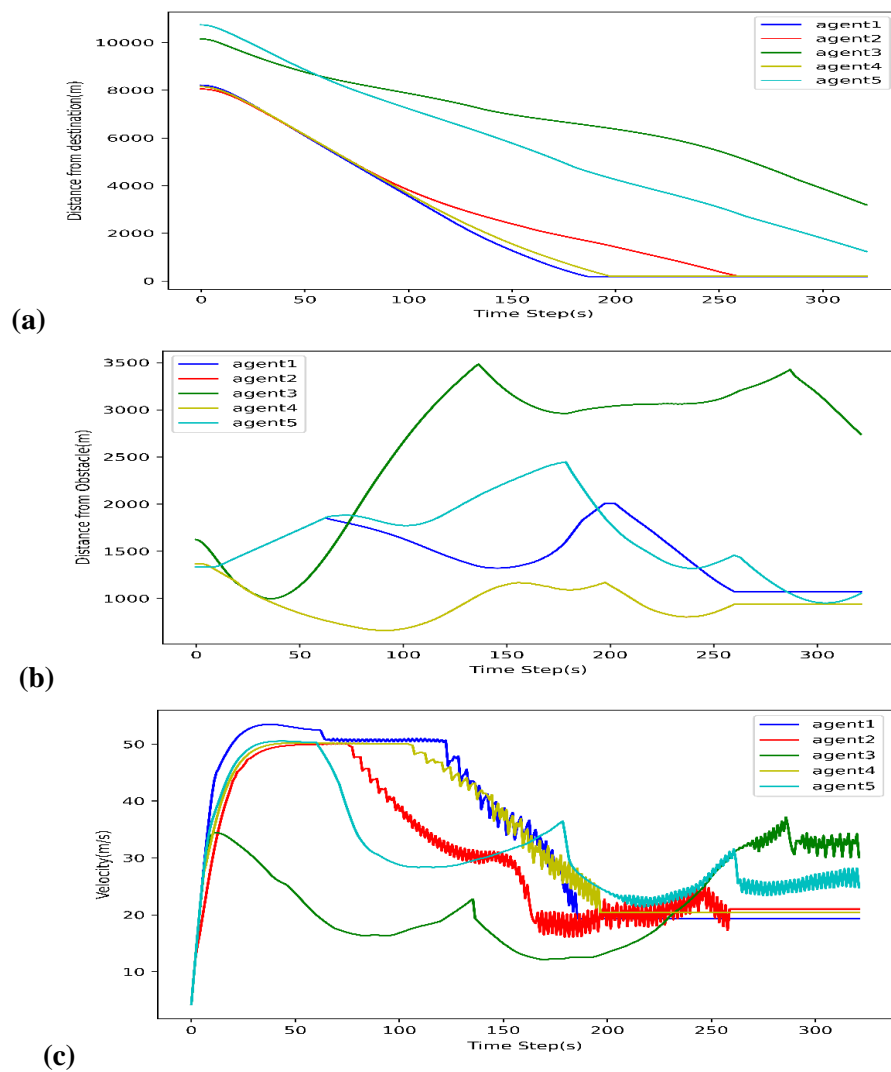 agent1
agent2
agent3
agent4
agent5
10000
8000
6000
4000
2000
0
Distance from destination(m)
0 50 100 150 200 250 300
Time Step(s)
(a)
agent1
agent2
agent3
agent4
agent5
3500
3000
2500
2000
1500
1000
Distance from Obstacle(m)
0 50 100 150 200 250 300
Time Step(s)
(b)
agent1
agent2
agent3
agent4
agent5
50
40
30
20
10
Velocity(m/s)
0 50 100 150 200 250 300
Time Step(s)
(c)